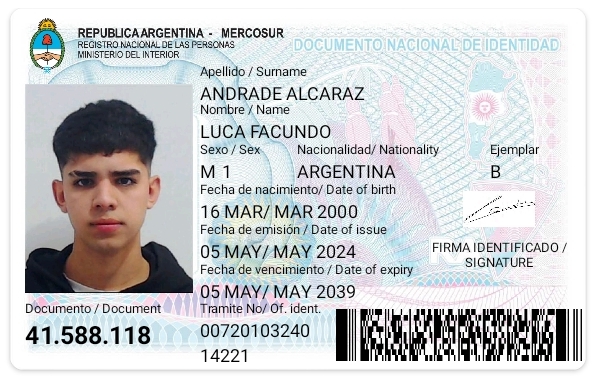 REPUBLICA ARGENTINA - MERCOSUR
REGISTRO NACIONAL DE LAS PERSONAS
MINISTERIO DEL INTERIOR
DOCUMENTO NACIONAL DE IDENTIDAD
Apellido / Surname
ANDRADE ALCARAZ
Nombre / Name
LUCA FACUNDO
Sexo / Sex Nacionalidad/ Nationality Ejemplar
M 1 ARGENTINA B
Fecha de nacimiento/ Date of birth
16 MAR/ MAR 2000
Fecha de emisión / Date of issue
05 MAY/ MAY 2024
FIRMA IDENTIFICADO /
SIGNATURE
Fecha de vencimiento / Date of expiry
05 MAY/ MAY 2039
Documento / Document
41.588.118
Tramite No/ Of. ident.
00720103240
14221